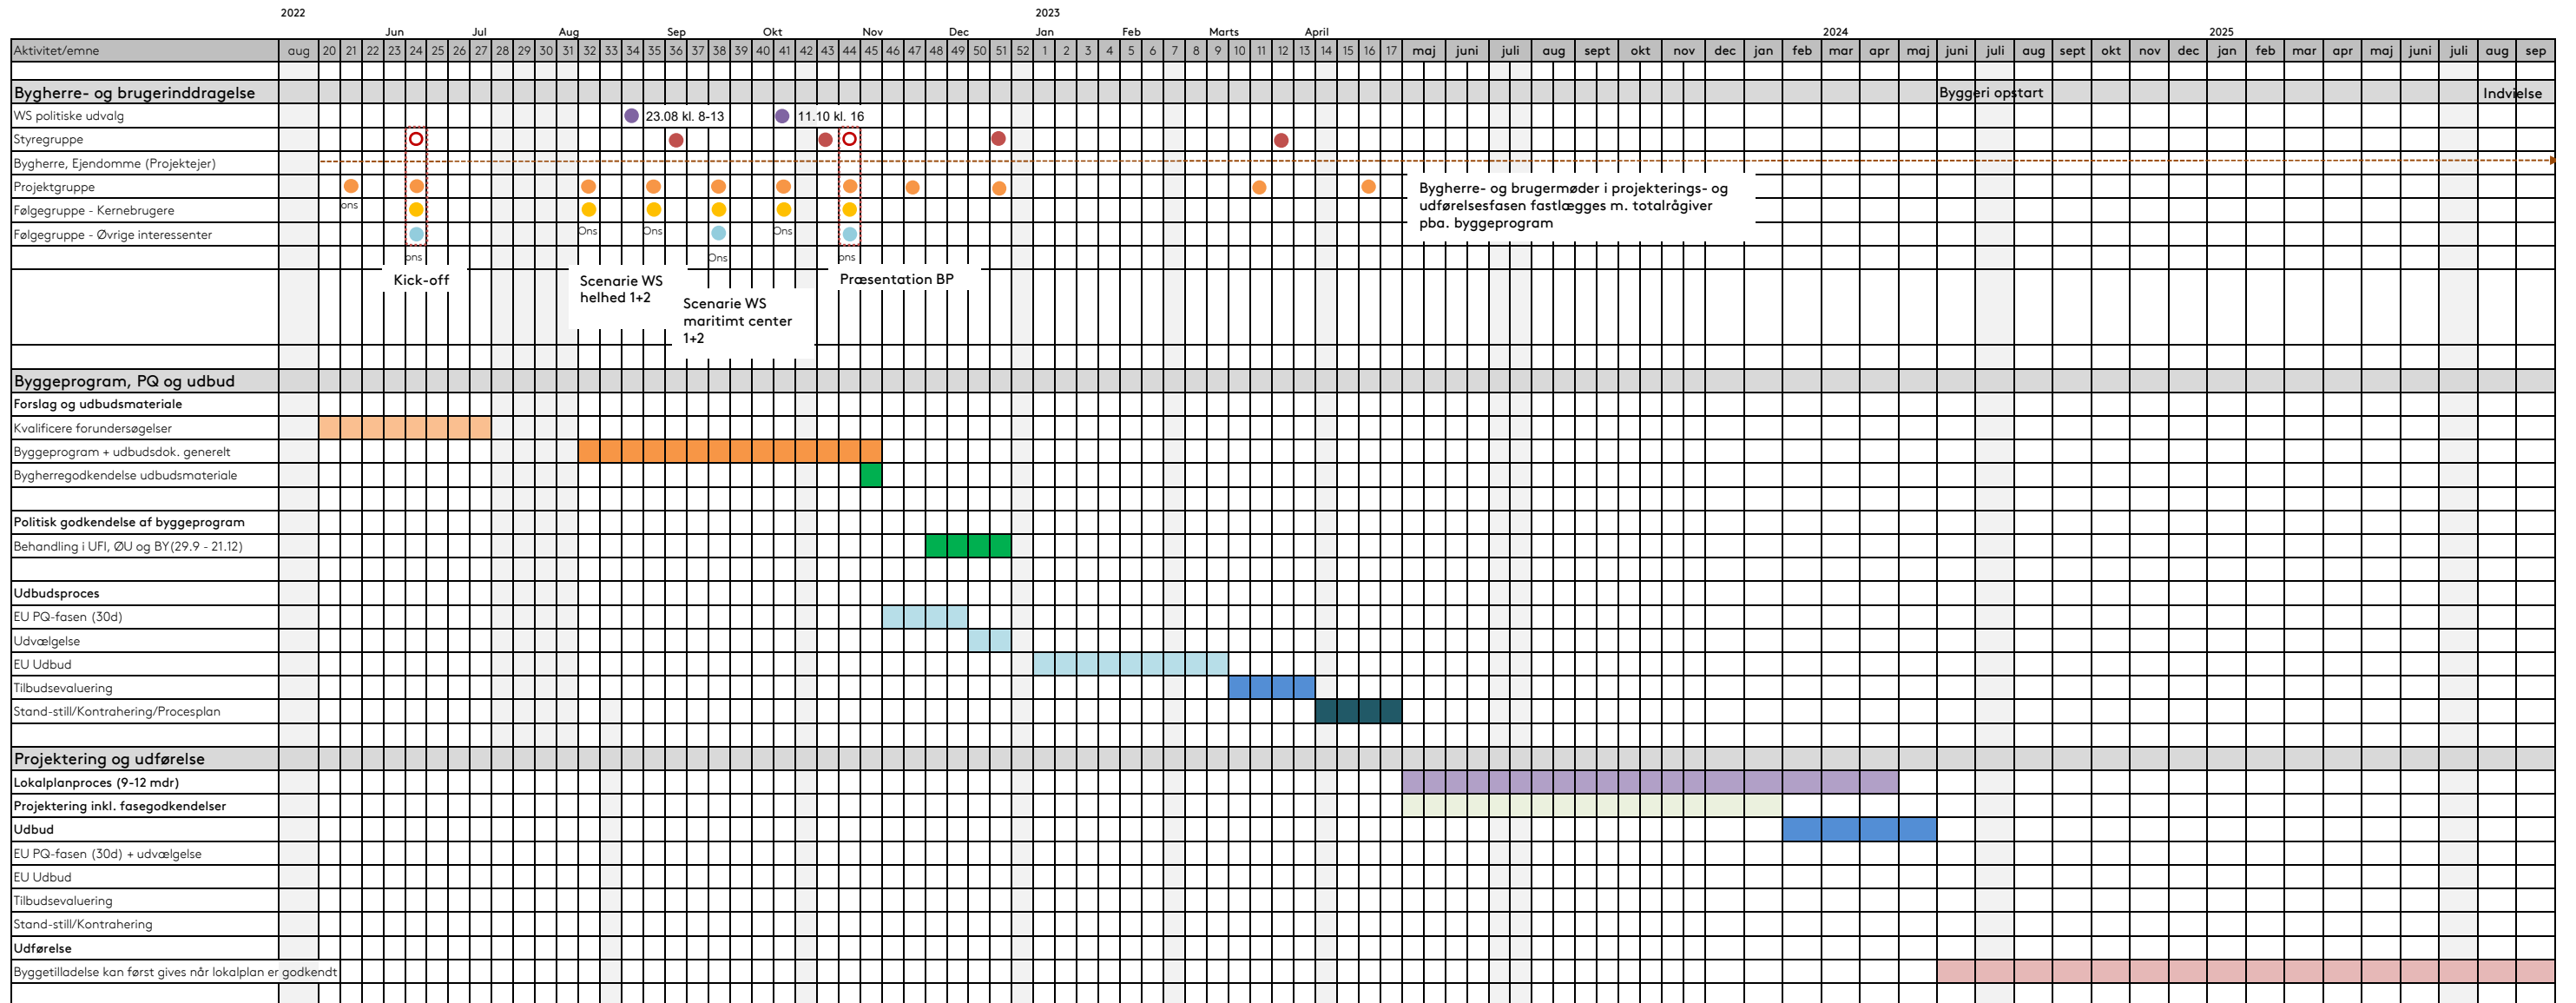 2022 2023
Jun Jul Aug Sep Okt Nov Dec Jan Feb Marts April 2024 2025
Aktivitet/emne aug 20 21 22 23 24 25 26 27 28 29 30 31 32 33 34 35 36 37 38 39 40 41 42 43 44 45 46 47 48 49 50 51 52 1 2 3 4 5 6 7 8 9 10 11 12 13 14 15 16 17 maj juni juli aug sept okt nov dec jan feb mar apr maj juni juli aug sept okt nov dec jan feb mar apr maj juni juli aug sep
Bygherre- og brugerinddragelse Byggeri opstart Indvielse
WS politiske udvalg 23.08 kl. 8-13 11.10 kl. 16
Styregruppe
Bygherre, Ejendomme (Projektejer)
Projektgruppe
ons
Følgegruppe - Kernebrugere
Ons Ons Ons
Følgegruppe - Øvrige interessenter
ons Ons ons
Bygherre- og brugermøder i projekterings- og
udførelsesfasen fastlægges m. totalrågiver
pba. byggeprogram
Kick-off
Scenarie WS
helhed 1+2
Scenarie WS
maritimt center
1+2
Præsentation BP
Byggeprogram, PQ og udbud
Forslag og udbudsmateriale
Kvalificere forundersøgelser
Byggeprogram + udbudsdok. generelt
Bygherregodkendelse udbudsmateriale
Politisk godkendelse af byggeprogram
Behandling i UFI, ØU og BY(29.9 - 21.12)
Udbudsproces
EU PQ-fasen (30d)
Udvælgelse
EU Udbud
Tilbudsevaluering
Stand-still/Kontrahering/Procesplan
Projektering og udførelse
Lokalplanproces (9-12 mdr)
Projektering inkl. fasegodkendelser
Udbud
EU PQ-fasen (30d) + udvælgelse
EU Udbud
Tilbudsevaluering
Stand-still/Kontrahering
Udførelse
Byggetilladelse kan først gives når lokalplan er godkendt